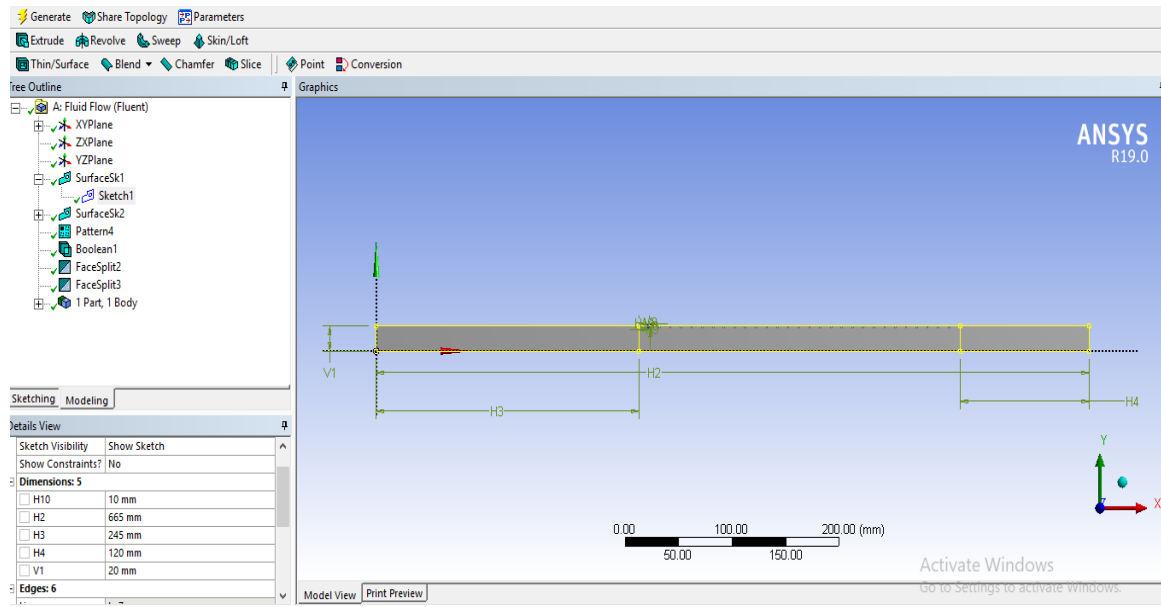 Generate Share Topology Parameters
Extrude Revolve Sweep Skin/Loft
Thin/Surface Blend Chamfer Slice Point Conversion
Tree Outline
A: Fluid Flow (Fluent)
XYPlane
ZXPlane
YZPlane
SurfaceSk1
Sketch1
SurfaceSk2
Pattern4
Boolean1
FaceSplit2
FaceSplit3
1 Part, 1 Body
Sketching Modeling
Details View
Sketch Visibility Show Sketch
Show Constraints? No
Dimensions: 5
H10 10 mm
H2 665 mm
H3 245 mm
H4 120 mm
V1 20 mm
Edges: 6
Graphics
ANSYS
R19.0
V1
H2
H3
H4
Y
X
0.00 100.00 200.00 (mm)
50.00 150.00
Activate Windows
Go to Settings to activate Windows.
Model View Print Preview